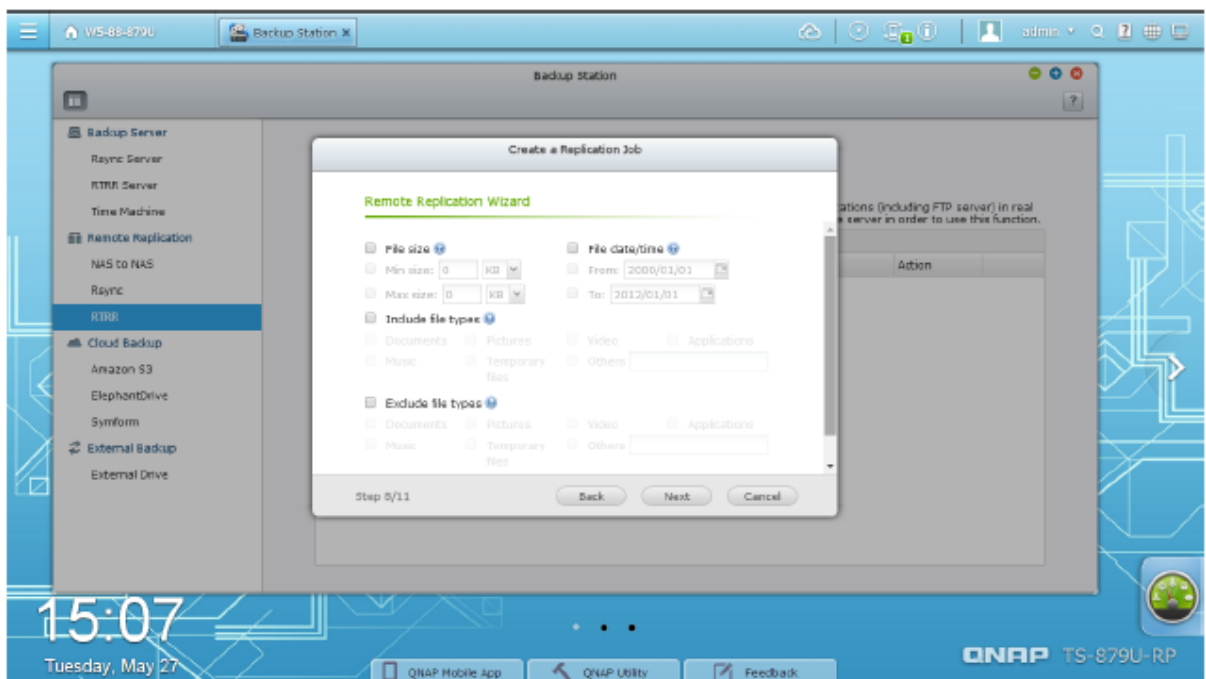 WS-88-879U
Backup Station
1
admin
Backup Station
Backup Server
Rsync Server
RTRR Server
Time Machine
Remote Replication
NAS to NAS
Rsync
RTRR
Cloud Backup
Amazon S3
ElephantDrive
Symform
External Backup
External Drive
ations (including FTP server) in real
server in order to use this function.
Action
Create a Replication Job
Remote Replication Wizard
File size File date/time
Min size: 0 KB From: 2000/01/01
Max size: 0 KB To: 2012/01/01
Include file types
Documents Pictures Video Applications
Music Temporary files Others
Exclude file types
Documents Pictures Video Applications
Music Temporary files Others
Step 8/11 Back Next Cancel
15:07
Tuesday, May 27
QNAP Mobile App QNAP Utility Feedback
QNAP TS-879U-RP